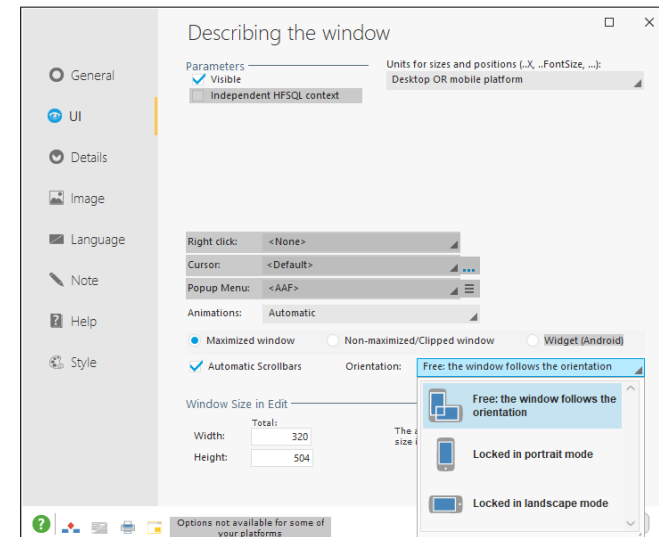 Describing the window
General
UI
Details
Image
Language
Note
Help
Style
Parameters
Visible
Independent HFSQL context
Units for sizes and positions (..X, ..FontSize, ...):
Desktop OR mobile platform
Right click: <None>
Cursor: <Default>
...
Popup Menu: <AAF>
Animations: Automatic
Maximized window Non-maximized/Clipped window Widget (Android)
Automatic Scrollbars Orientation: Free: the window follows the orientation
Free: the window follows the
orientation
Locked in portrait mode
Locked in landscape mode
Window Size in Edit
Total:
Width: 320
Height: 504
The
size
Options not available for some of
your platforms